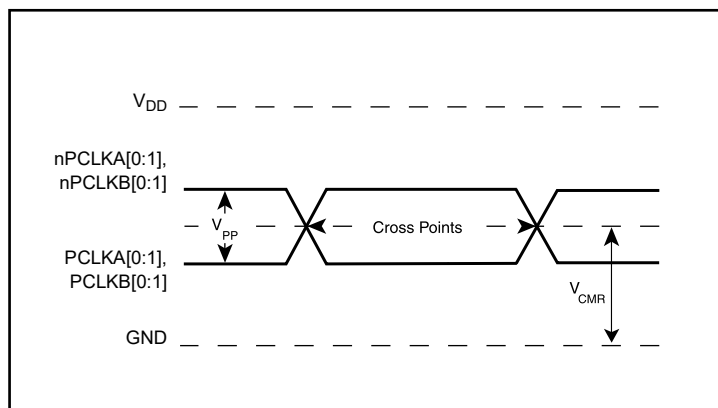 VDD
nPCLKA[0:1],
nPCLKB[0:1]
VPP
Cross Points
PCLKA[0:1],
PCLKB[0:1]
VCMR
GND